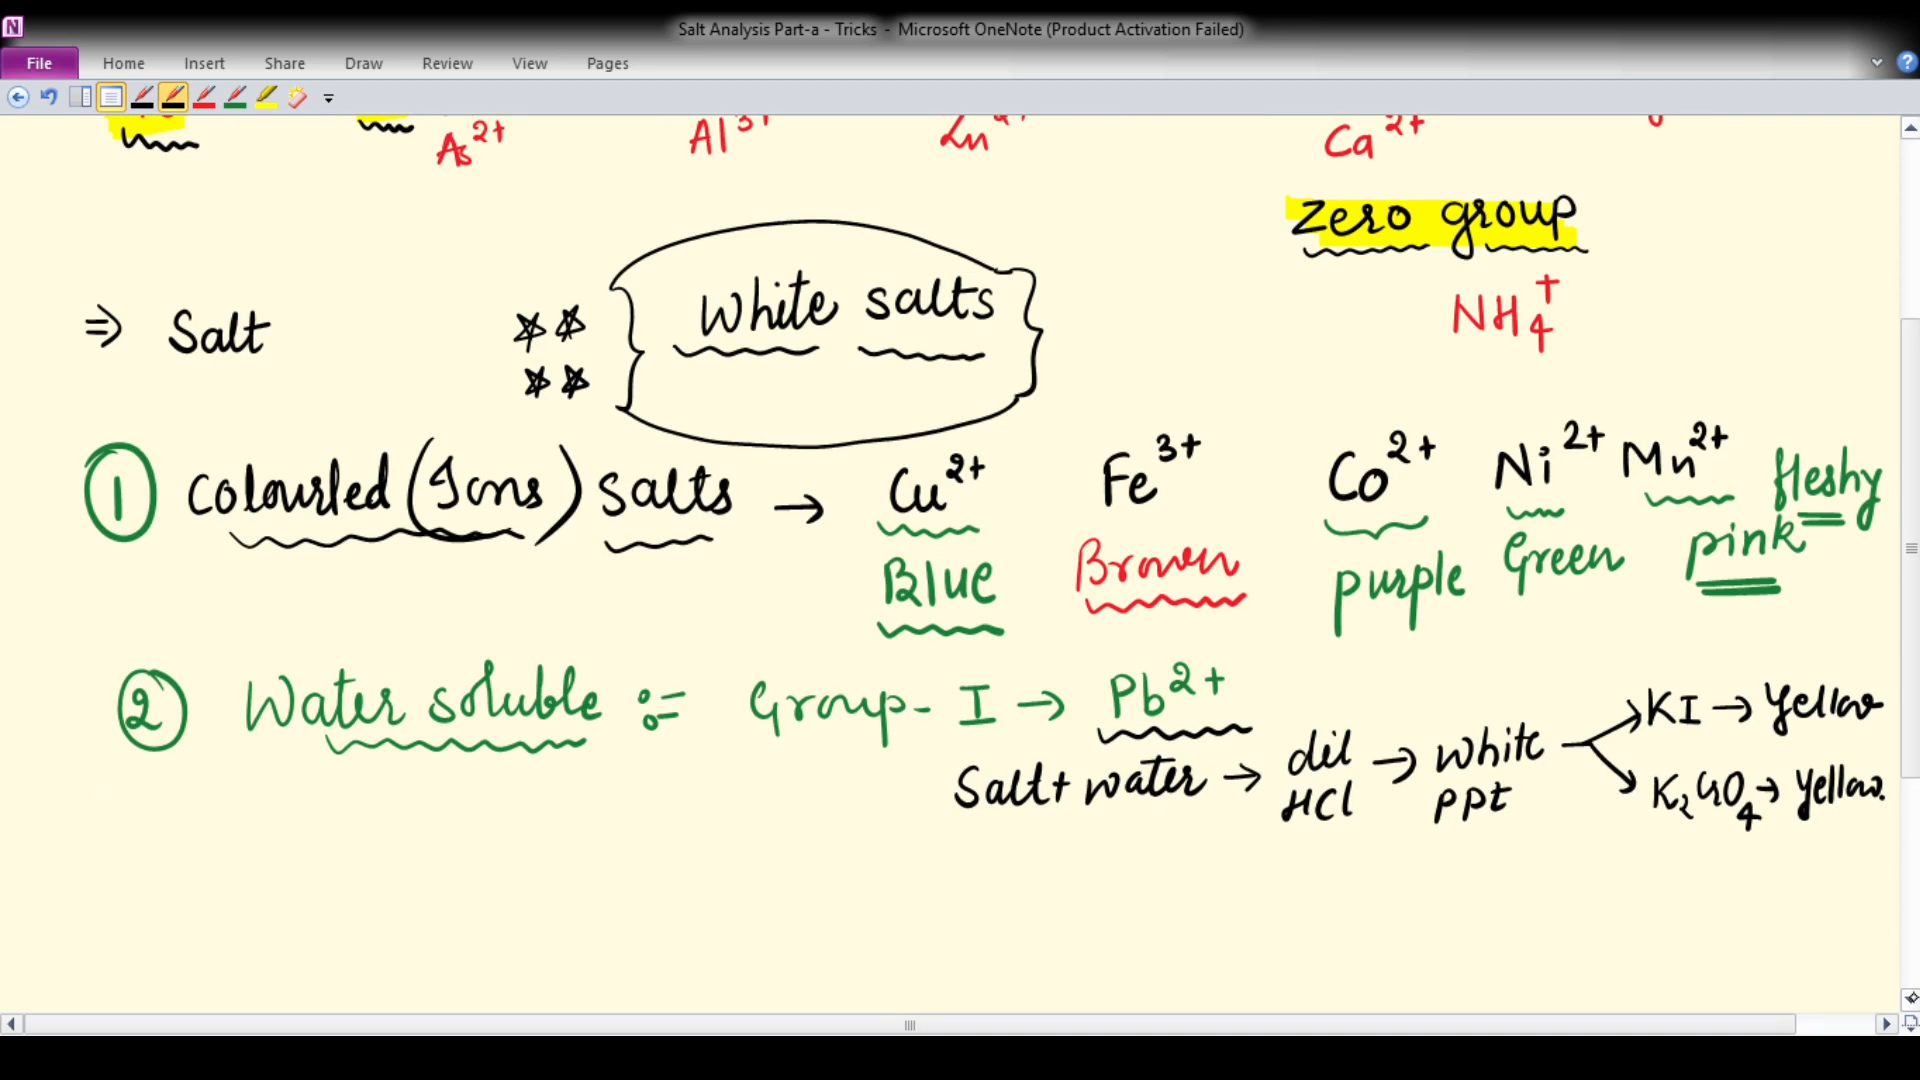 Salt Analysis Part-a - Tricks - Microsoft OneNote (Product Activation Failed)
File Home Insert Share Draw Review View Pages
As2+ Al3+ Zn2+ Ca2+
Zero group
NH4+
⇒ Salt ☆☆ ☆☆ { White salts }
① Colourled (Ions) Salts → Cu2+ Fe3+ Co2+ Ni2+ Mn2+ fleshy
Blue Brown purple Green pink
② Water soluble := Group-I → Pb2+
Salt + water → dil HCl → White ppt → KI → Yellow
→ K2CrO4 → Yellow.